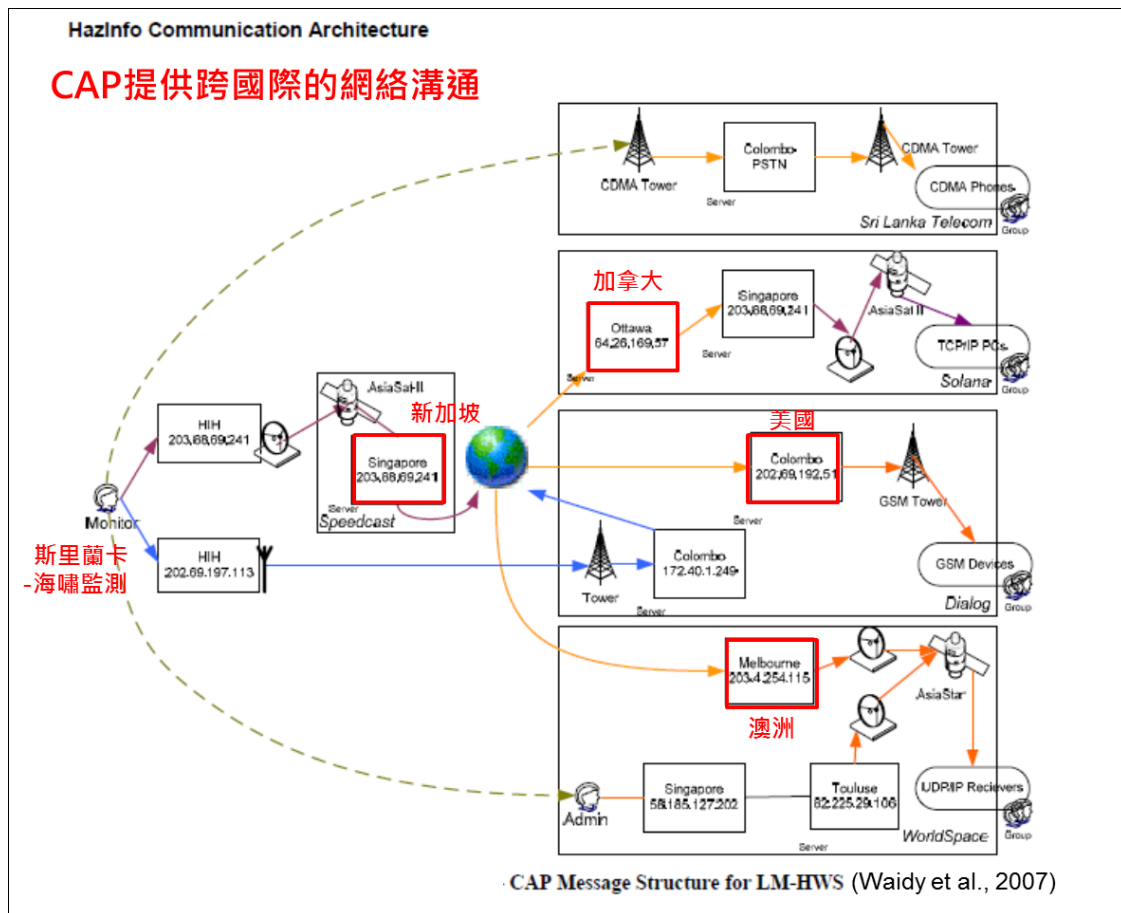 HazInfo Communication Architecture
CAP提供跨國際的網絡溝通
CDMA Tower
Colombo-
PSTN
Server
CDMA Tower
CDMA Phones
Sri Lanka Telecom
Group
加拿大
Ottawa
64.26.169.57
Server
Singapore
203.88.69.241
Server
AsiaSat II
TCP/IP PCs
Solana
Group
HIH
203.88.69.241
AsiaSat-II
新加坡
Singapore
203.88.69.241
Server
Speedcast
美國
Colombo
202.69.192.51
Server
GSM Tower
Monitor
斯里蘭卡
-海嘯監測
HIH
202.69.197.113
Tower
Colombo
172.40.1.249
Server
GSM Devices
Dialog
Group
Melbourne
203.4.254.115
澳洲
AsiaStar
Admin
Singapore
58.185.127.202
Touluse
82.225.29.106
Server
UDP/IP Recievers
WorldSpace
Group
CAP Message Structure for LM-HWS (Waidy et al., 2007)